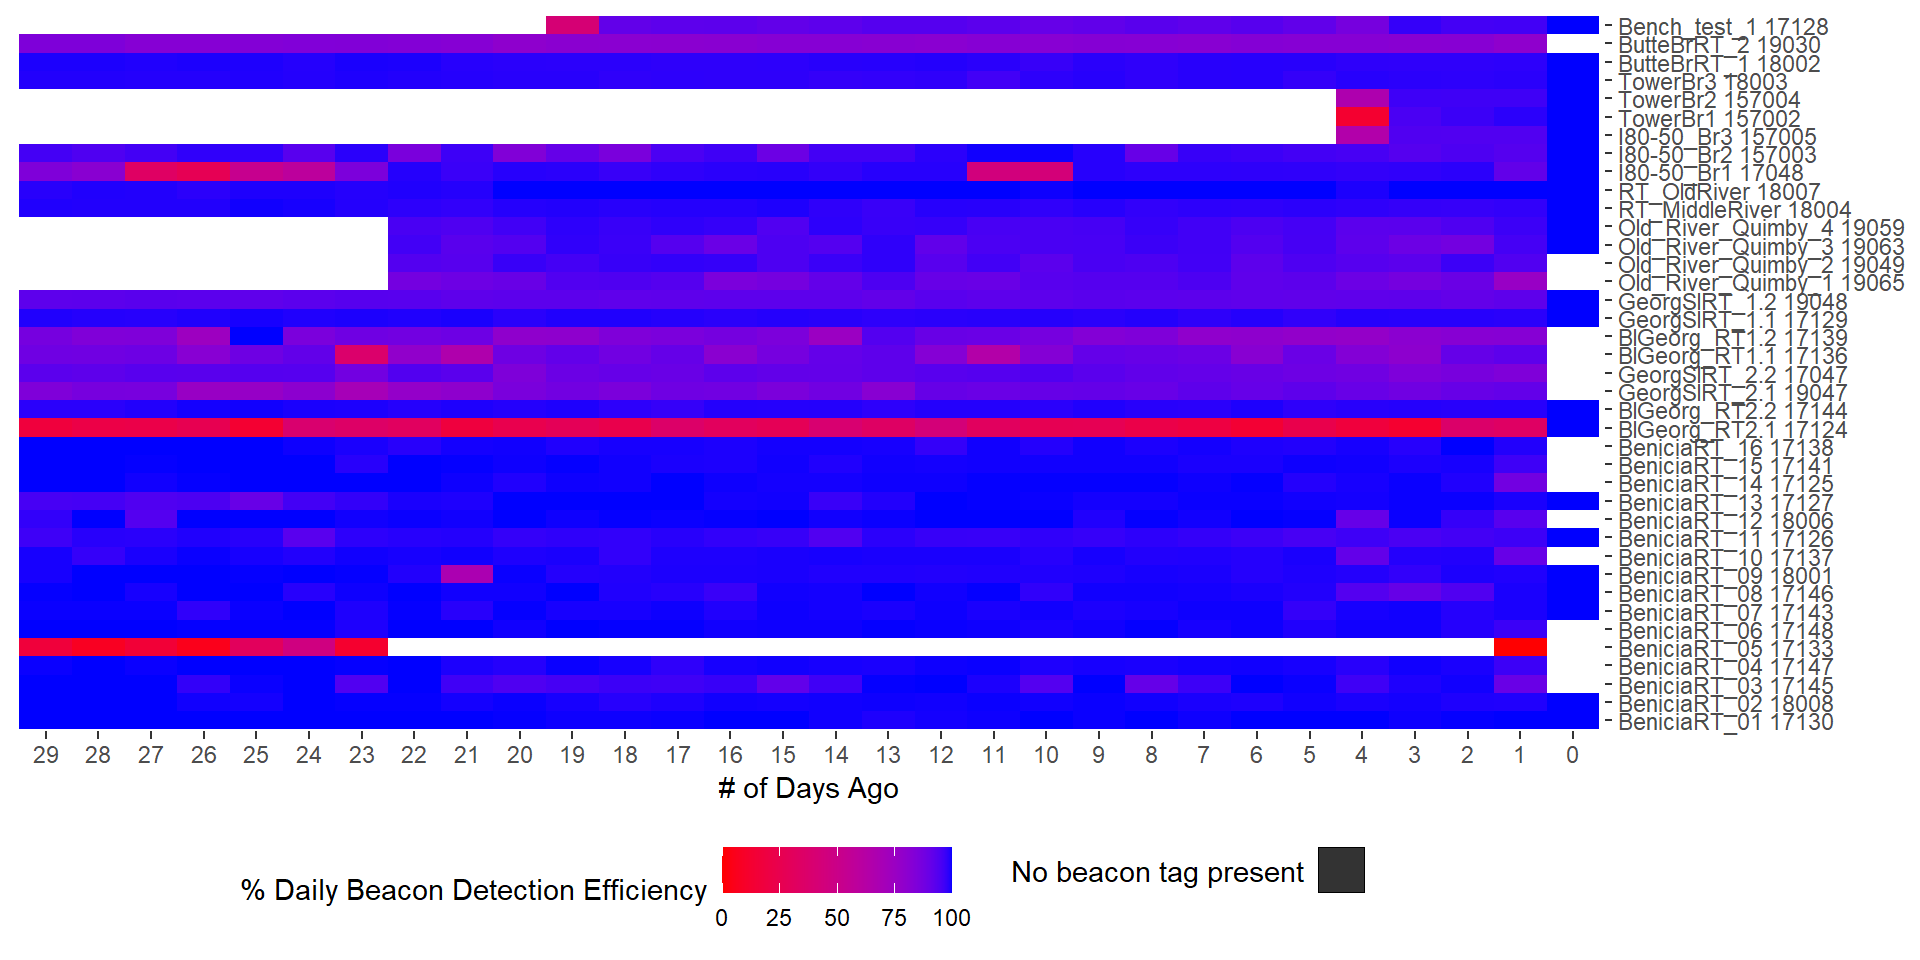 Bench_test_1 17128
ButteBrRT_2 19030
ButteBrRT_1 18002
TowerBr3 18003
TowerBr2 157004
TowerBr1 157002
I80-50_Br3 157005
I80-50_Br2 157003
I80-50_Br1 17048
RT_OldRiver 18007
RT_MiddleRiver 18004
Old_River_Quimby_4 19059
Old_River_Quimby_3 19063
Old_River_Quimby_2 19049
Old_River_Quimby_1 19065
GeorgSlRT_1.2 19048
GeorgSlRT_1.1 17129
BlGeorg_RT1.2 17139
BlGeorg_RT1.1 17136
GeorgSlRT_2.2 17047
GeorgSlRT_2.1 19047
BlGeorg_RT2.2 17144
BlGeorg_RT2.1 17124
BeniciaRT_16 17138
BeniciaRT_15 17141
BeniciaRT_14 17125
BeniciaRT_13 17127
BeniciaRT_12 18006
BeniciaRT_11 17126
BeniciaRT_10 17137
BeniciaRT_09 18001
BeniciaRT_08 17146
BeniciaRT_07 17143
BeniciaRT_06 17148
BeniciaRT_05 17133
BeniciaRT_04 17147
BeniciaRT_03 17145
BeniciaRT_02 18008
BeniciaRT_01 17130
29 28 27 26 25 24 23 22 21 20 19 18 17 16 15 14 13 12 11 10 9 8 7 6 5 4 3 2 1 0
# of Days Ago
% Daily Beacon Detection Efficiency
0 25 50 75 100
No beacon tag present